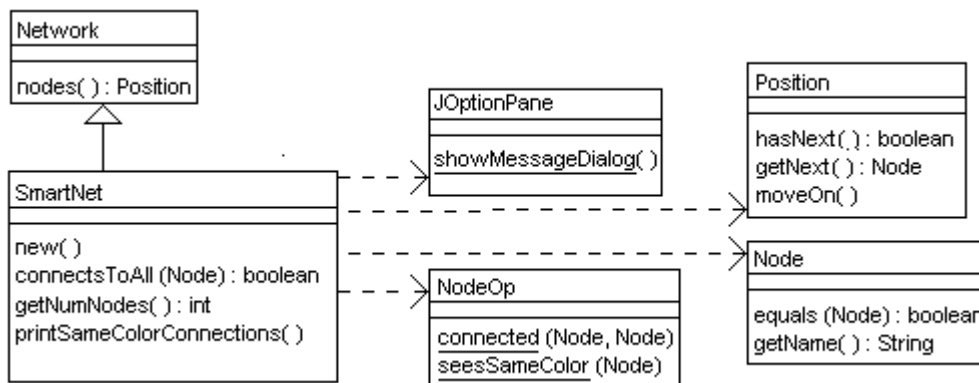 Network
nodes( ) : Position
JOptionPane
showMessageDialog( )
Position
hasNext( ) : boolean
getNext( ) : Node
moveOn( )
SmartNet
new( )
connectsToAll (Node) : boolean
getNumNodes( ) : int
printSameColorConnections( )
NodeOp
connected (Node, Node)
seesSameColor (Node)
Node
equals (Node) : boolean
getName( ) : String